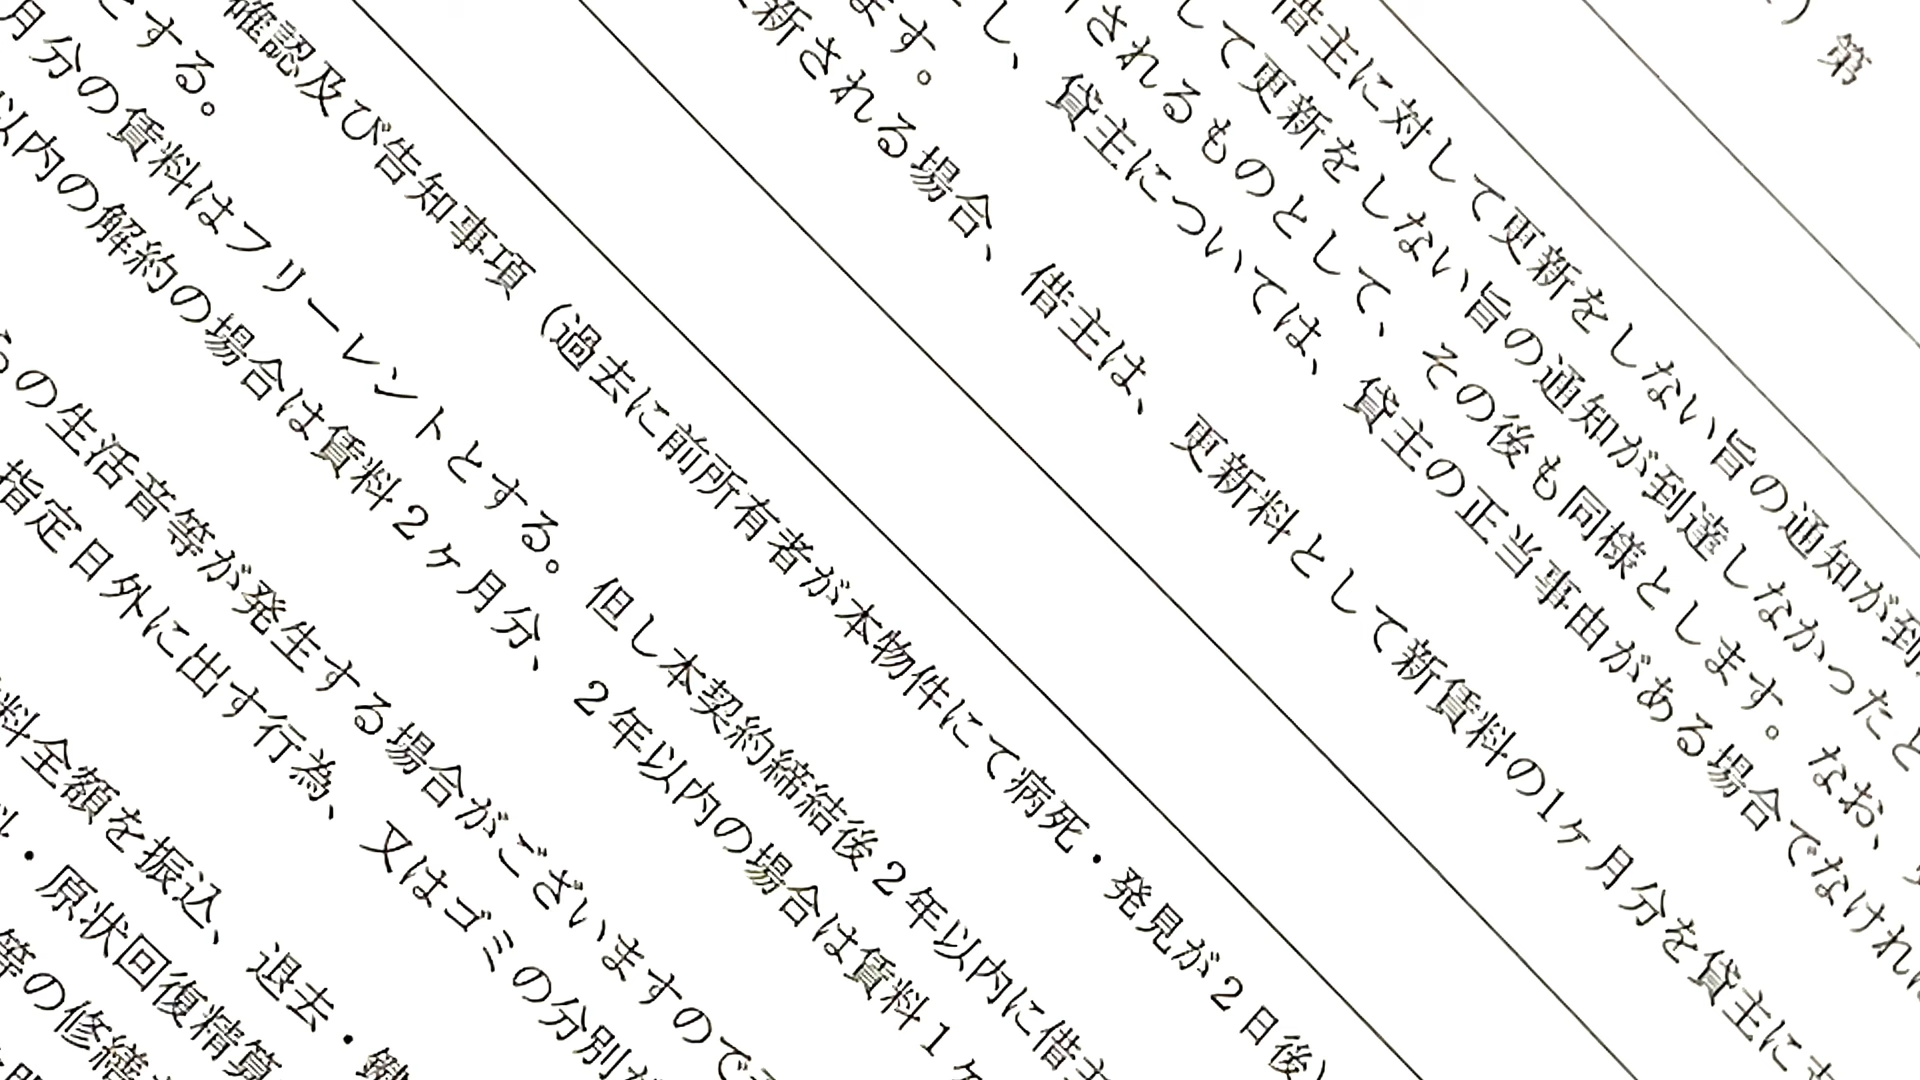 第
借主に対して更新をしない旨の通知が到
して更新をしない旨の通知が到達しなかったと
されるものとして、その後も同様とします。なお、
し、貸主については、貸主の正当事由がある場合でなければ
ます。
更新される場合、借主は、更新料として新賃料の1ヶ月分を貸主に
確認及び告知事項（過去に前所有者が本物件にて病死・発見が2日後）
とする。
月分の賃料はフリーレントとする。但し本契約締結後2年以内に借主
以内の解約の場合は賃料2ヶ月分、2年以内の場合は賃料1ヶ
らの生活音等が発生する場合がございますので
指定日外に出す行為、又はゴミの分別が
料全額を振込、退去・鍵
料・原状回復精算
等の修繕